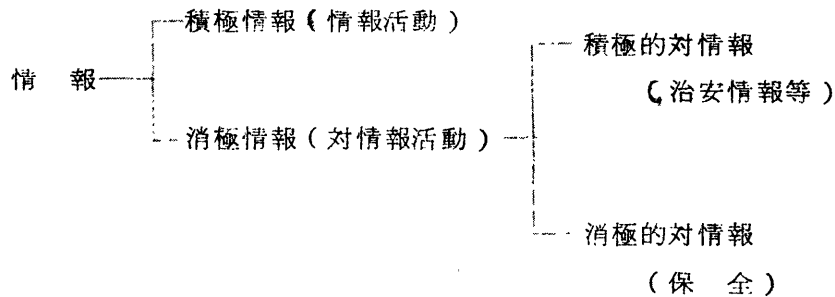 積極情報（情報活動）
情　報
積極的対情報
（治安情報等）
消極情報（対情報活動）
消極的対情報
（保　全）